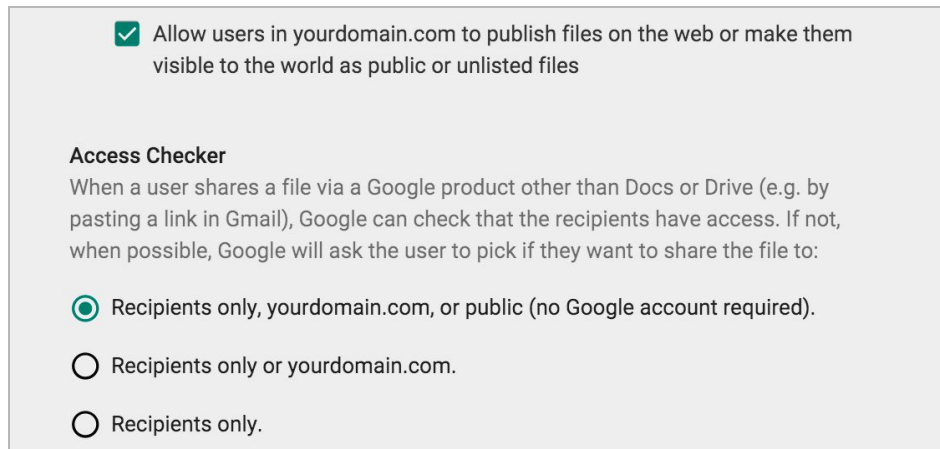 Allow users in yourdomain.com to publish files on the web or make them
visible to the world as public or unlisted files
Access Checker
When a user shares a file via a Google product other than Docs or Drive (e.g. by
pasting a link in Gmail), Google can check that the recipients have access. If not,
when possible, Google will ask the user to pick if they want to share the file to:
Recipients only, yourdomain.com, or public (no Google account required).
Recipients only or yourdomain.com.
Recipients only.